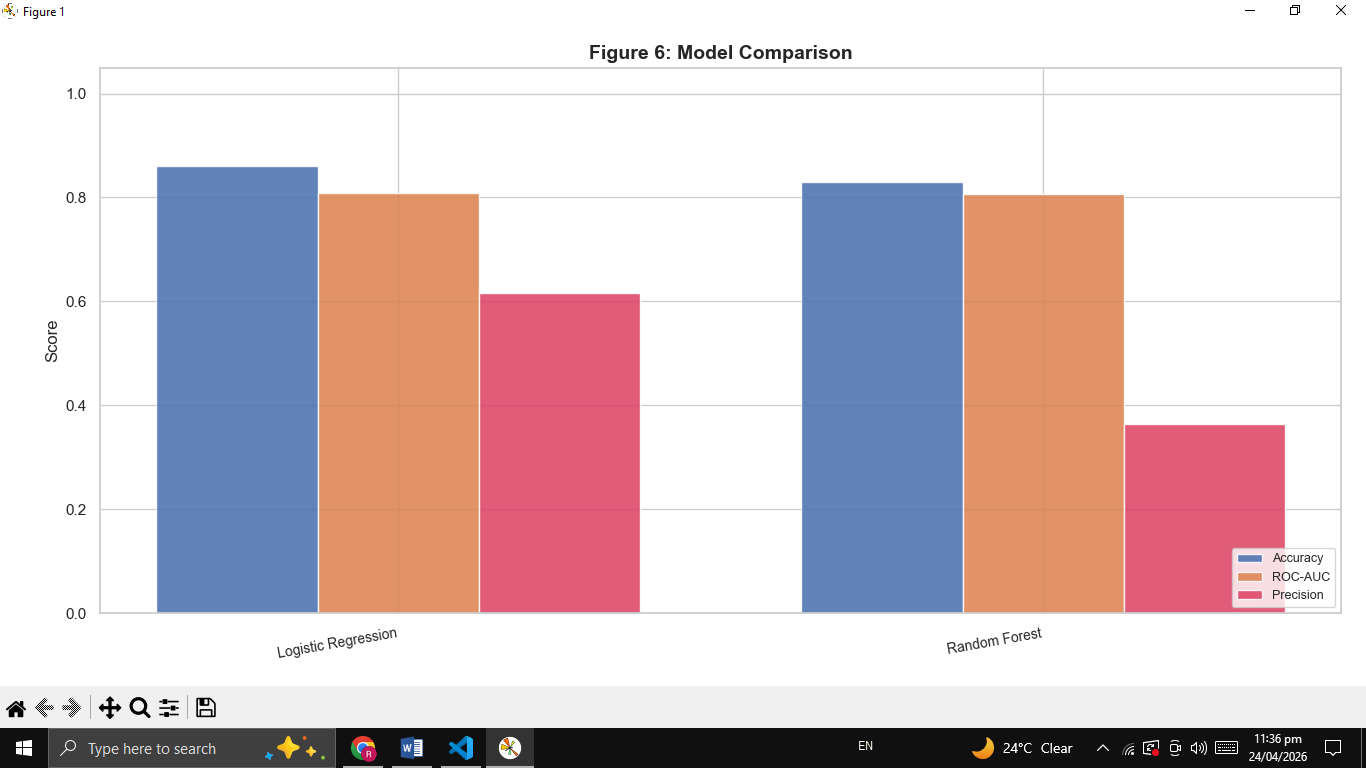 Figure 1
Figure 6: Model Comparison
1.0
0.8
0.6
0.4
0.2
0.0
Score
Logistic Regression
Random Forest
Accuracy
ROC-AUC
Precision
Type here to search
R
W
EN
24°C Clear
11:36 pm
24/04/2026